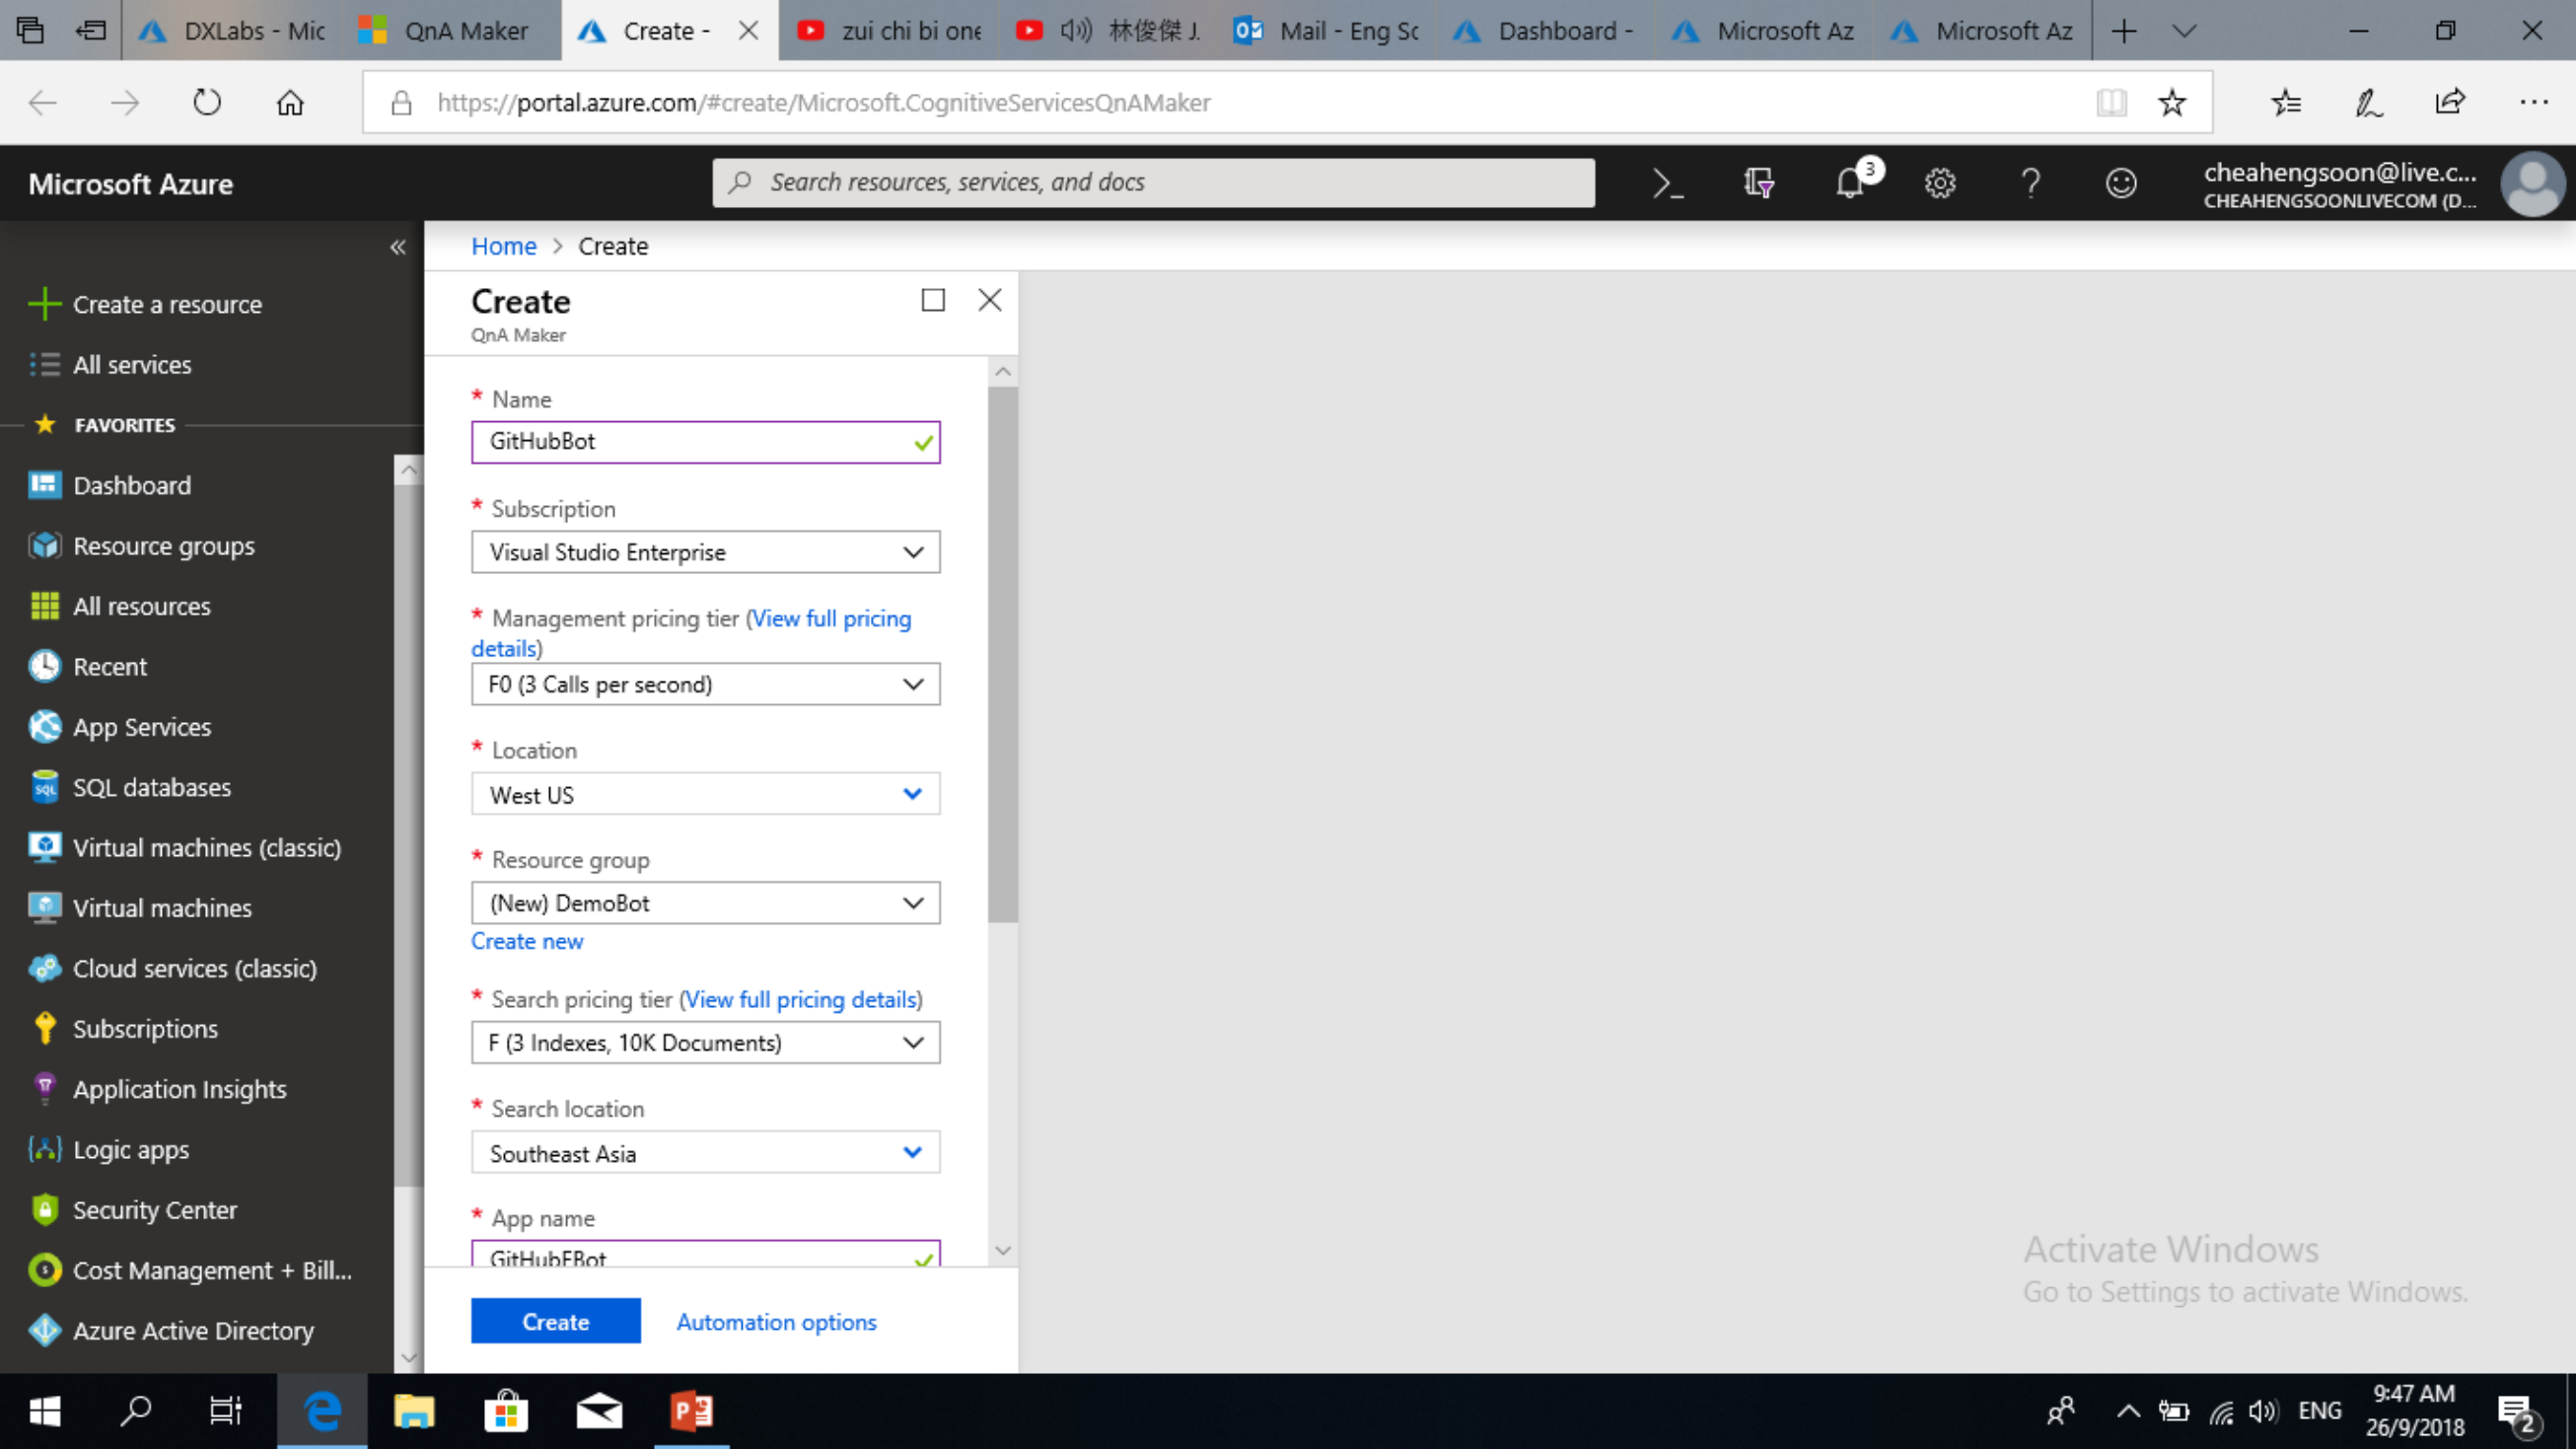 DXLabs - Mic
QnA Maker
Create -
zui chi bi one
林俊傑 J.
Mail - Eng Sc
Dashboard -
Microsoft Az
Microsoft Az
https://portal.azure.com/#create/Microsoft.CognitiveServicesQnAMaker
Microsoft Azure
Search resources, services, and docs
3
cheahengsoon@live.c...
CHEAHENGSOONLIVECOM (D...
Home > Create
Create
QnA Maker
Create a resource
All services
FAVORITES
Dashboard
Resource groups
All resources
Recent
App Services
SQL databases
Virtual machines (classic)
Virtual machines
Cloud services (classic)
Subscriptions
Application Insights
Logic apps
Security Center
Cost Management + Bill...
Azure Active Directory
* Name
GitHubBot
* Subscription
Visual Studio Enterprise
* Management pricing tier (View full pricing
details)
F0 (3 Calls per second)
* Location
West US
* Resource group
(New) DemoBot
Create new
* Search pricing tier (View full pricing details)
F (3 Indexes, 10K Documents)
* Search location
Southeast Asia
* App name
GitHubFBot
Create
Automation options
Activate Windows
Go to Settings to activate Windows.
ENG
9:47 AM
26/9/2018
2